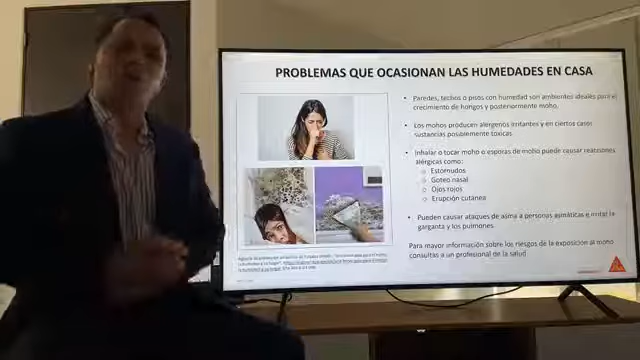 PROBLEMAS QUE OCASIONAN LAS HUMEDADES EN CASA
• Paredes, techos o pisos con humedad son ambientes ideales para el
crecimiento de hongos y posteriormente moho.
• Los mohos producen alérgenos irritantes y en ciertos casos
sustancias posiblemente tóxicas.
• Inhalar o tocar moho o esporas de moho puede causar reacciones
alérgicas como:
o Estornudos
o Goteo nasal
o Ojos rojos
o Erupción cutánea
• Pueden causar ataques de asma a personas asmáticas e irritar la
garganta y los pulmones.
Para mayor información sobre los riesgos de la exposición al moho
consultas a un profesional de la salud